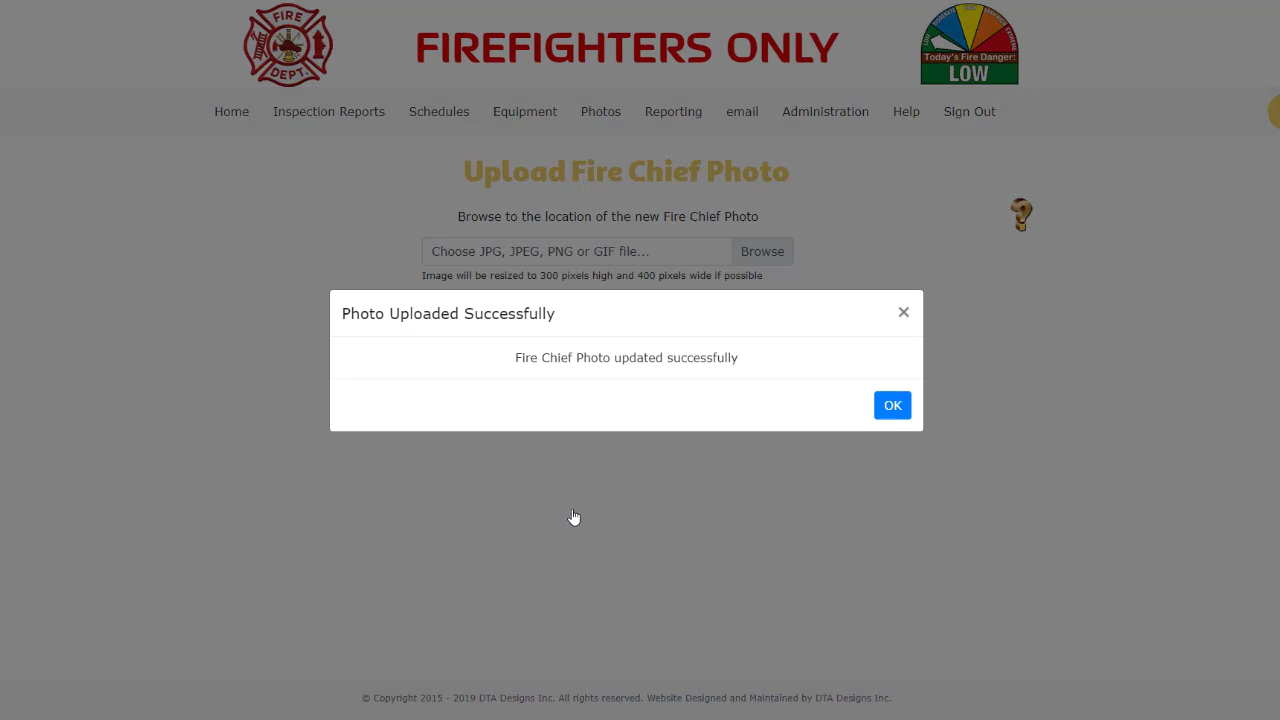 FIRE
DEPT.
FIREFIGHTERS ONLY
LOW
MODERATE
EXTREME
Today's Fire Danger:
LOW
Home Inspection Reports Schedules Equipment Photos Reporting email Administration Help Sign Out
Upload Fire Chief Photo
Browse to the location of the new Fire Chief Photo
?
Choose JPG, JPEG, PNG or GIF file... Browse
Image will be resized to 300 pixels high and 400 pixels wide if possible
Photo Uploaded Successfully ×
Fire Chief Photo updated successfully
OK
© Copyright 2015 - 2019 DTA Designs Inc. All rights reserved. Website Designed and Maintained by DTA Designs Inc.